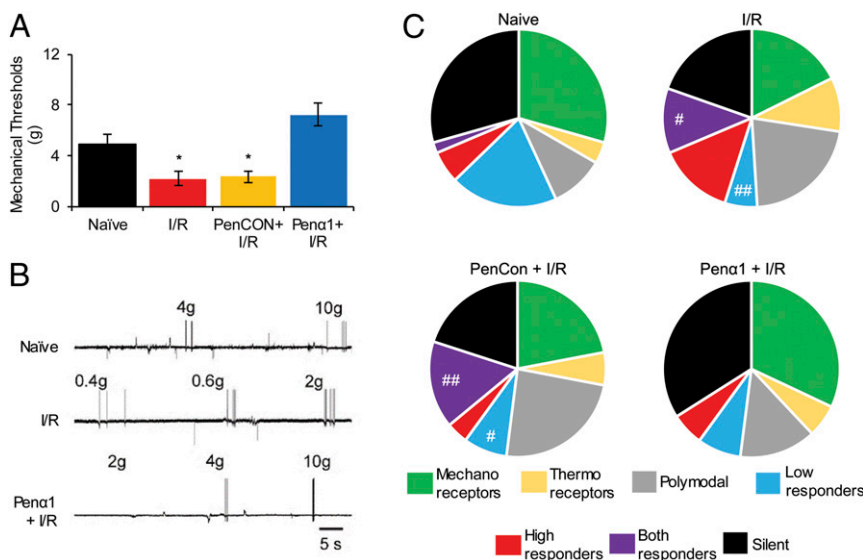 A
Mechanical Thresholds
(g)
12
8
4
0
*
*
Naïve
I/R
PenCON+
I/R
Penα1+
I/R
B
4g
10g
Naïve
0.4g
0.6g
2g
I/R
2g
4g
10g
Penα1
+ I/R
5 s
C
Naive
I/R
#
##
PenCon + I/R
Penα1 + I/R
##
#
Mechano
receptors
Thermo
receptors
Polymodal
Low
responders
High
responders
Both
responders
Silent